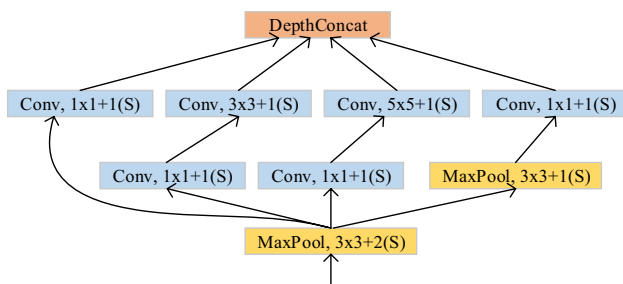 DepthConcat
Conv, 1x1+1(S)
Conv, 3x3+1(S)
Conv, 5x5+1(S)
Conv, 1x1+1(S)
Conv, 1x1+1(S)
Conv, 1x1+1(S)
MaxPool, 3x3+1(S)
MaxPool, 3x3+2(S)